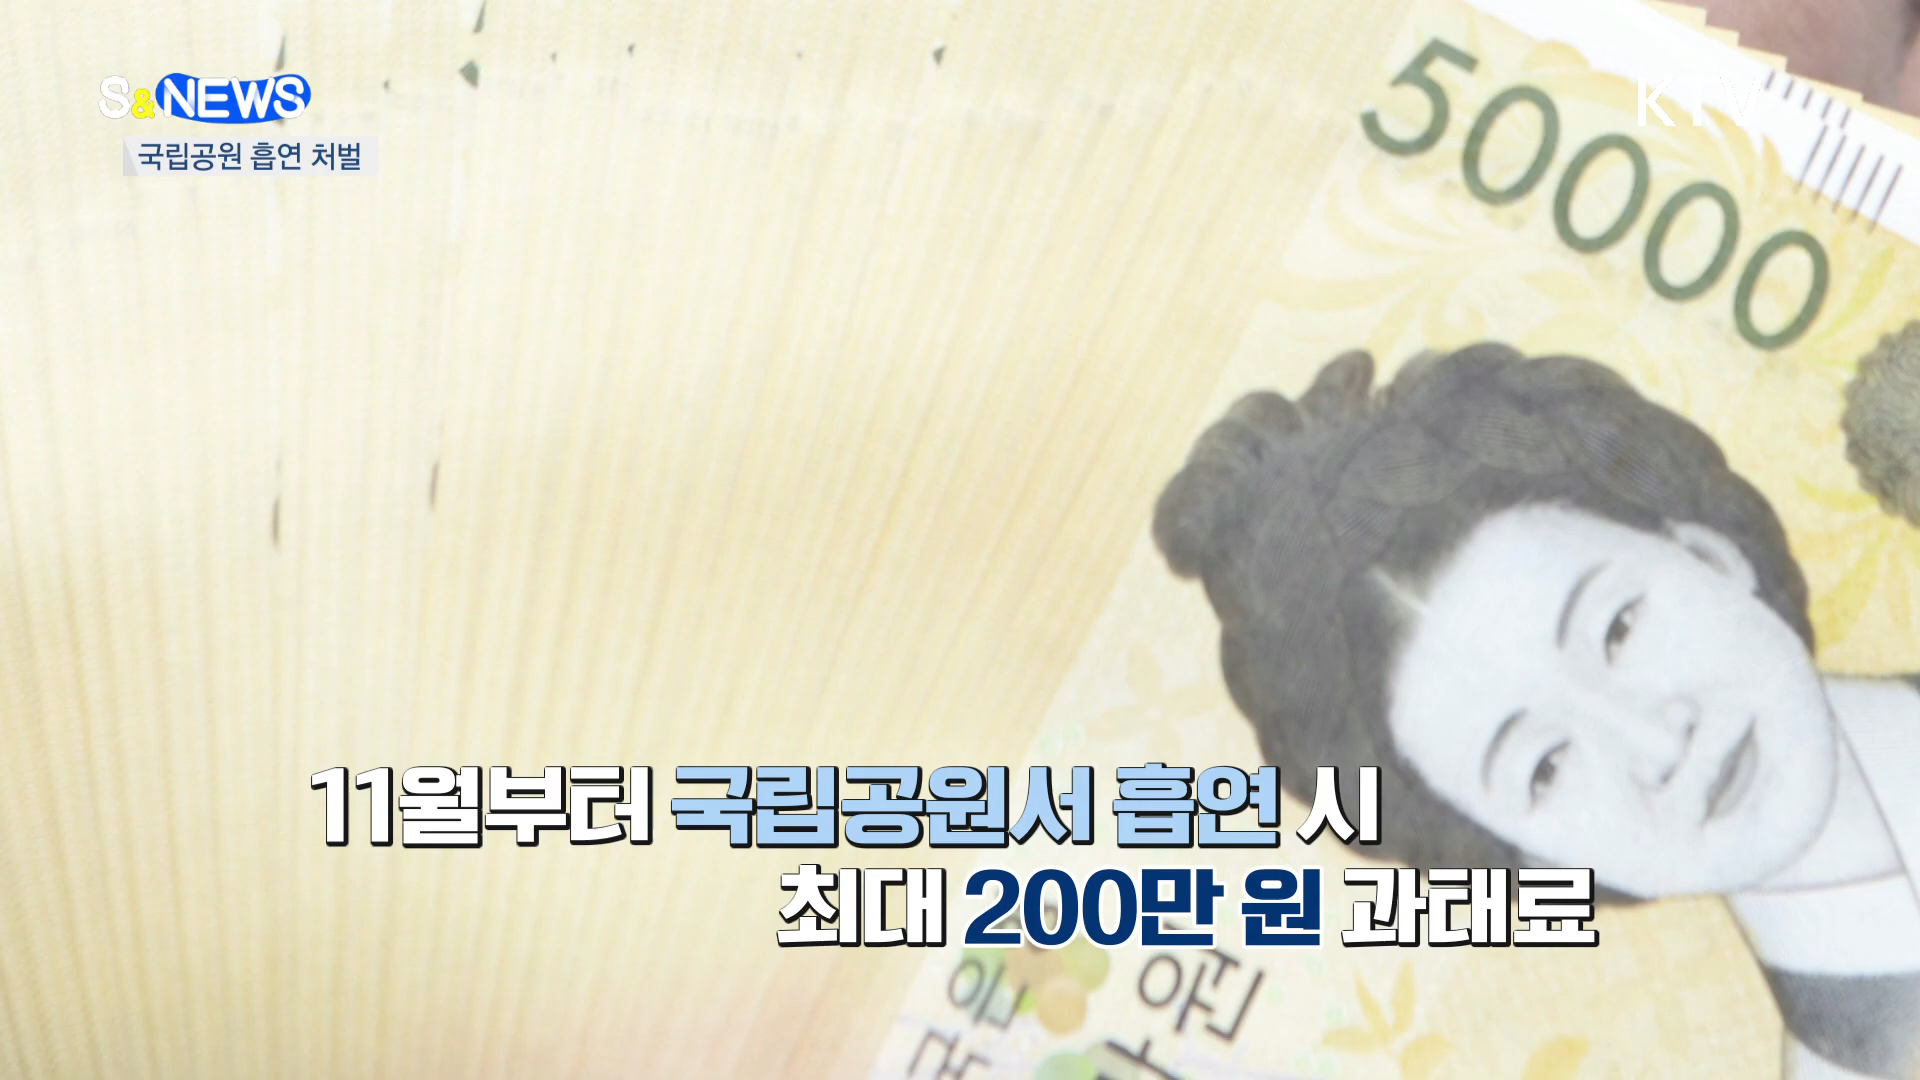 S&NEWS
국립공원 흡연 처벌
KTV
50000
11월부터 국립공원서 흡연 시
최대 200만 원 과태료